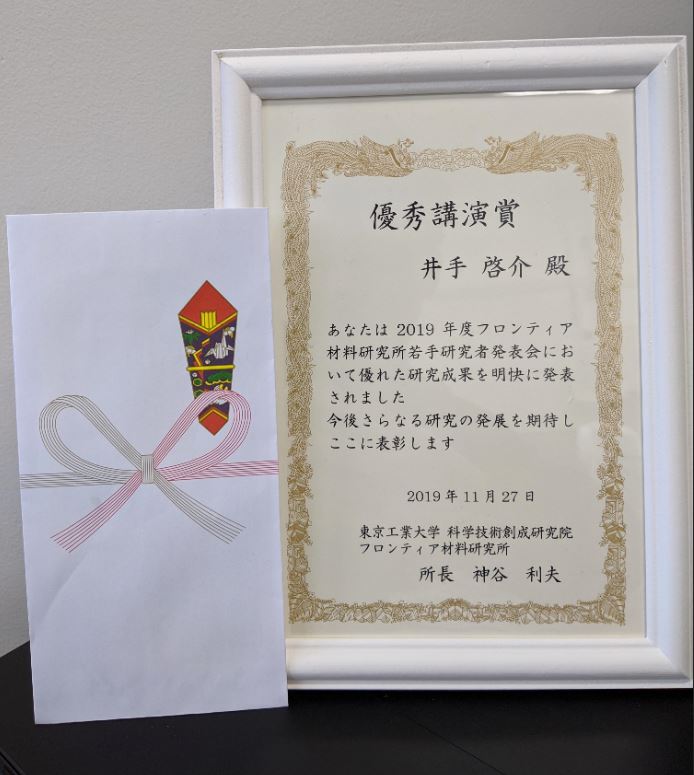 優秀講演賞
井手 啓介 殿
あなたは 2019 年度フロンティア
材料研究所若手研究者発表会にお
いて優れた研究成果を明快に発表
されました
今後さらなる研究の発展を期待し
ここに表彰します
2019 年 11 月 27 日
東京工業大学 科学技術創成研究院
フロンティア材料研究所
所長 神谷 利夫